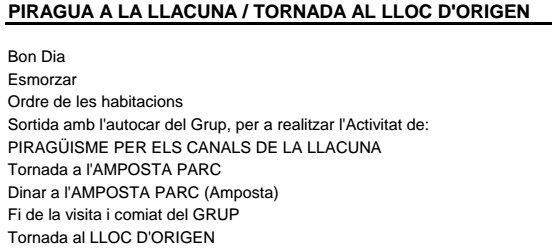 PIRAGUA A LA LLACUNA / TORNADA AL LLOC D'ORIGEN
Bon Dia
Esmorzar
Ordre de les habitacions
Sortida amb l'autocar del Grup, per a realitzar l'Activitat de:
PIRAGÜISME PER ELS CANALS DE LA LLACUNA
Tornada a l'AMPOSTA PARC
Dinar a l'AMPOSTA PARC (Amposta)
Fi de la visita i comiat del GRUP
Tornada al LLOC D'ORIGEN